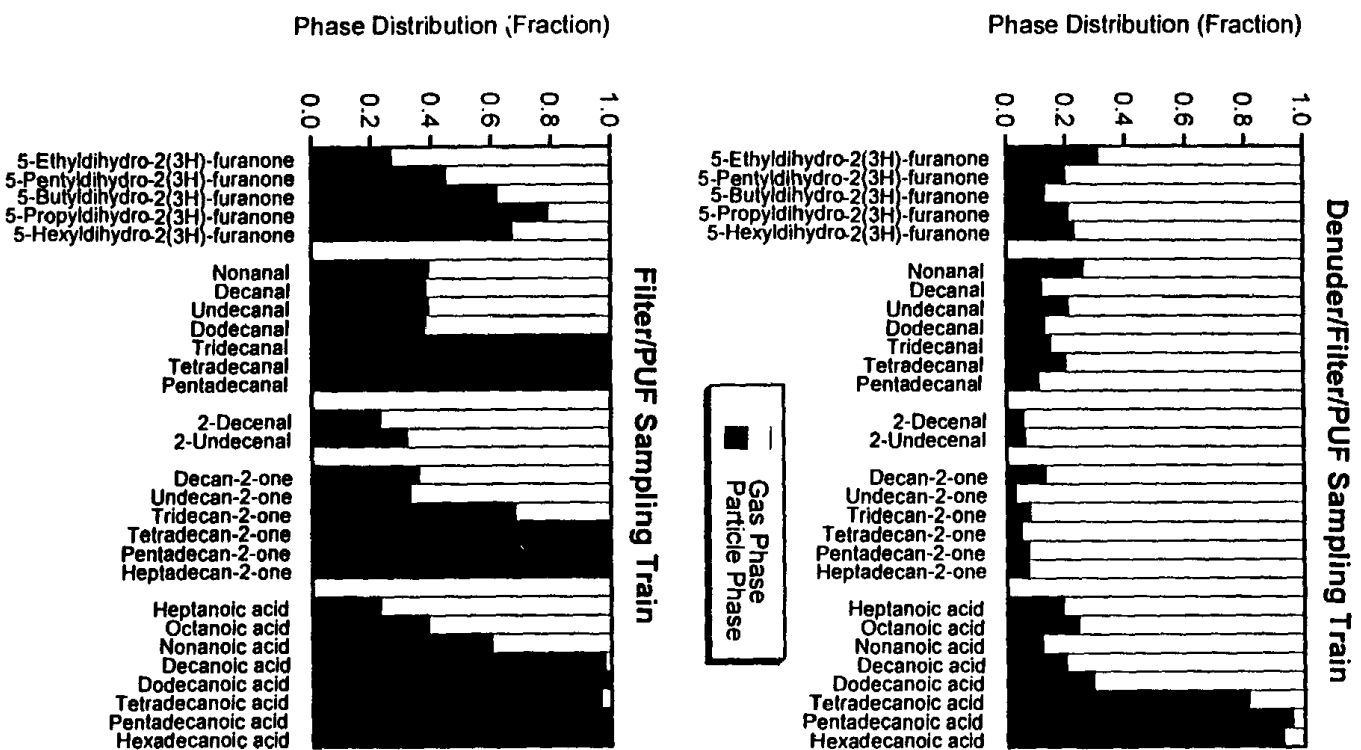 Phase Distribution (Fraction)
0.0
0.2
0.4
0.6
0.8
1.0
5-Ethyldihydro-2(3H)-furanone
5-Pentyldihydro-2(3H)-furanone
5-Butyldihydro-2(3H)-furanone
5-Propyldihydro-2(3H)-furanone
5-Hexyldihydro-2(3H)-furanone
Nonanal
Decanal
Undecanal
Dodecanal
Tridecanal
Tetradecanal
Pentadecanal
2-Decenal
2-Undecenal
Decan-2-one
Undecan-2-one
Tridecan-2-one
Tetradecan-2-one
Pentadecan-2-one
Heptadecan-2-one
Heptanoic acid
Octanoic acid
Nonanoic acid
Decanoic acid
Dodecanoic acid
Tetradecanoic acid
Pentadecanoic acid
Hexadecanoic acid
Filter/PUF Sampling Train
Gas Phase
Particle Phase
Phase Distribution (Fraction)
0.0
0.2
0.4
0.6
0.8
1.0
5-Ethyldihydro-2(3H)-furanone
5-Pentyldihydro-2(3H)-furanone
5-Butyldihydro-2(3H)-furanone
5-Propyldihydro-2(3H)-furanone
5-Hexyldihydro-2(3H)-furanone
Nonanal
Decanal
Undecanal
Dodecanal
Tridecanal
Tetradecanal
Pentadecanal
2-Decenal
2-Undecenal
Decan-2-one
Undecan-2-one
Tridecan-2-one
Tetradecan-2-one
Pentadecan-2-one
Heptadecan-2-one
Heptanoic acid
Octanoic acid
Nonanoic acid
Decanoic acid
Dodecanoic acid
Tetradecanoic acid
Pentadecanoic acid
Hexadecanoic acid
Denuder/Filter/PUF Sampling Train